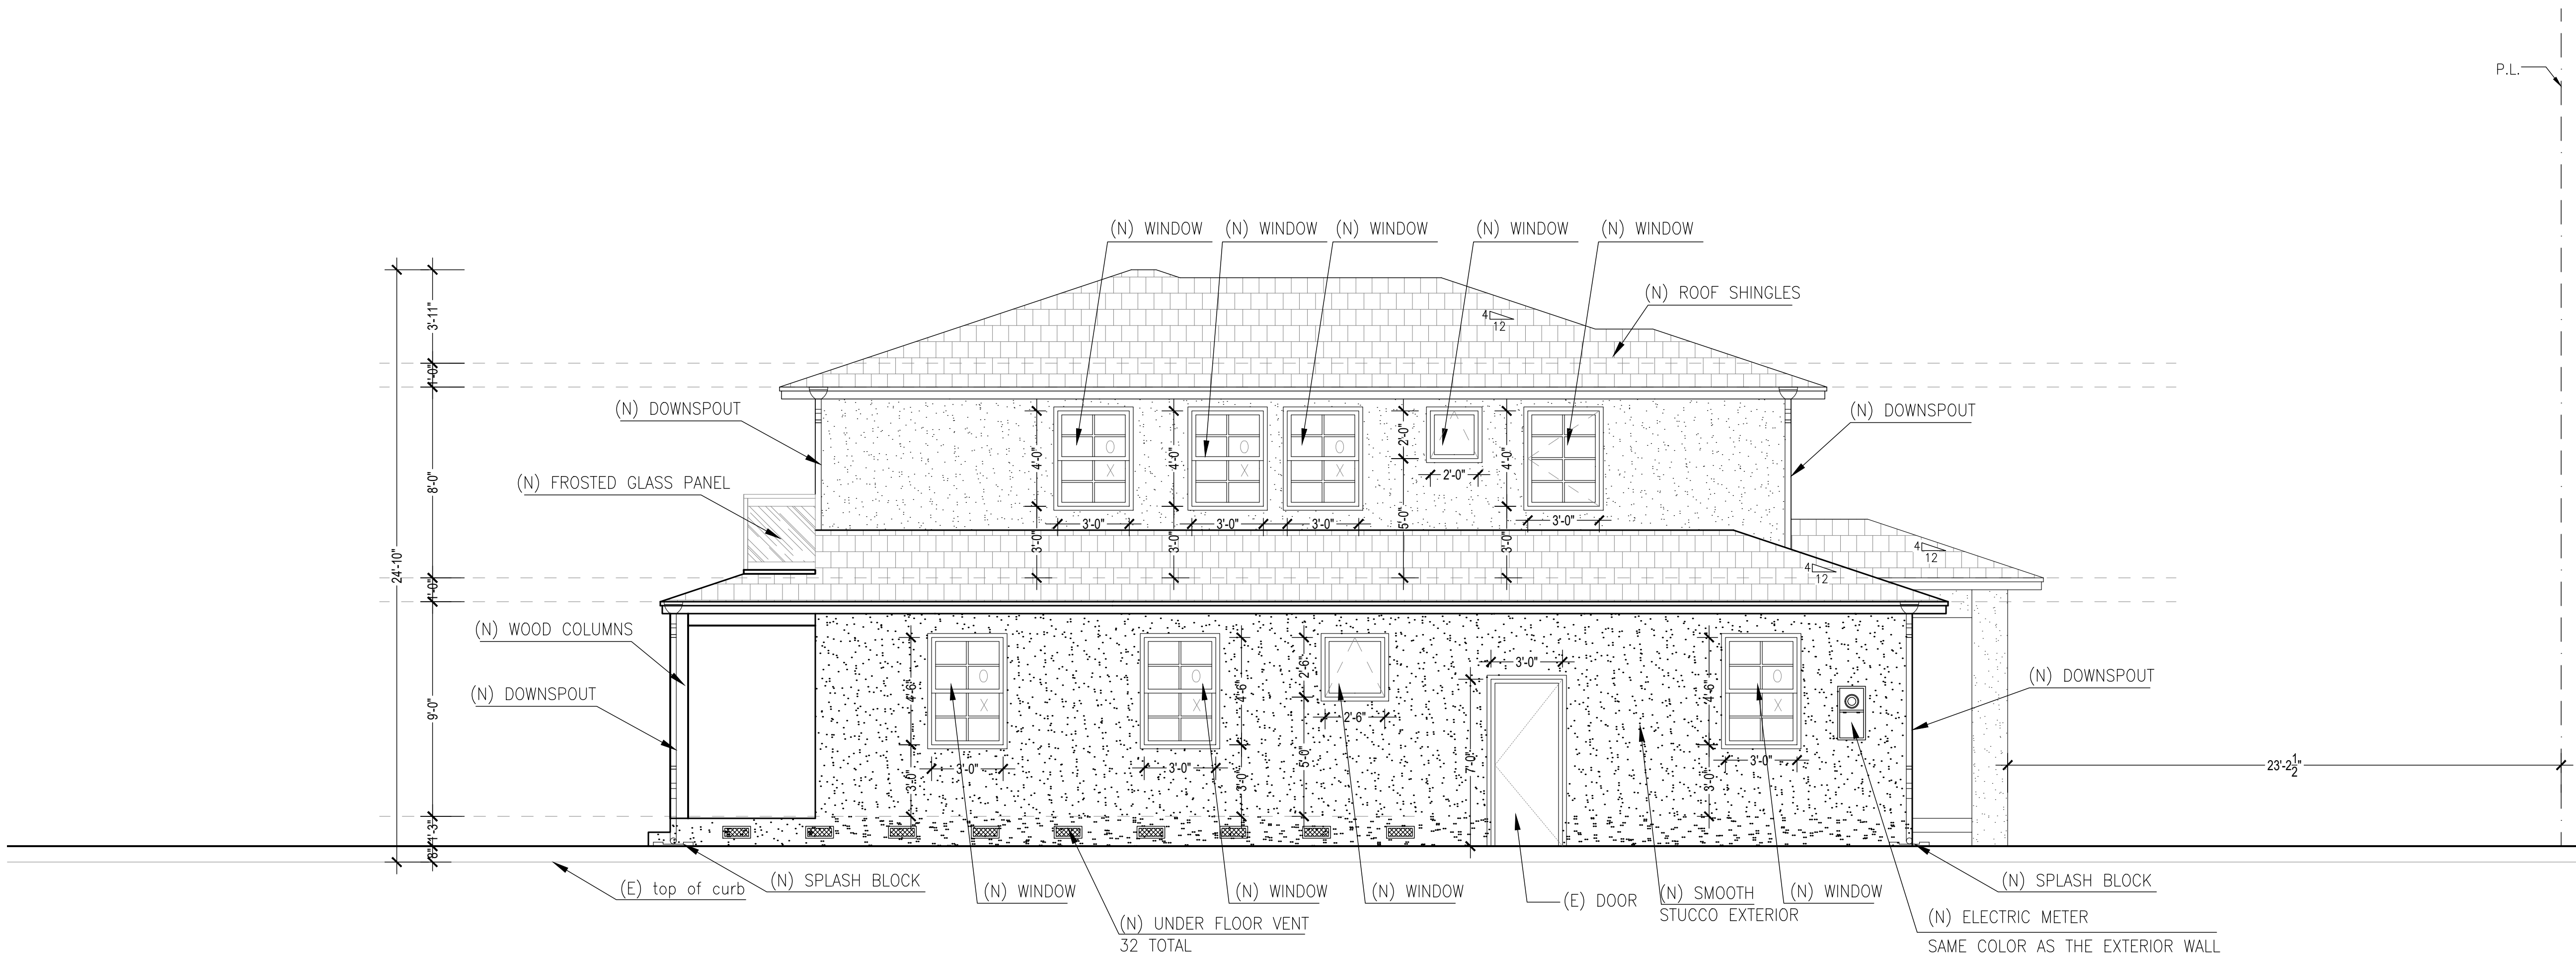 P.L.
(N) WINDOW
(N) WINDOW
(N) WINDOW
(N) WINDOW
(N) WINDOW
(N) ROOF SHINGLES
4
12
3'-11"
1'-0"
(N) DOWNSPOUT
(N) DOWNSPOUT
8'-0"
4'-0"
4'-0"
2'-0"
4'-0"
2'-0"
(N) FROSTED GLASS PANEL
3'-0"
3'-0"
3'-0"
3'-0"
5'-0"
3'-0"
3'-0"
3'-0"
O
X
O
X
O
X
24'-10"
4
12
4
12
1'-0"
(N) WOOD COLUMNS
(N) DOWNSPOUT
(N) DOWNSPOUT
9'-0"
4'-6"
4'-6"
2'-6"
3'-0"
4'-6"
O
X
O
X
O
X
2'-6"
3'-0"
3'-0"
3'-0"
3'-0"
3'-0"
5'-0"
7'-0"
3'-0"
23'-2 1/2"
1'-3"
6"
(E) top of curb
(N) SPLASH BLOCK
(N) WINDOW
(N) UNDER FLOOR VENT
32 TOTAL
(N) WINDOW
(N) WINDOW
(E) DOOR
(N) SMOOTH
STUCCO EXTERIOR
(N) WINDOW
(N) SPLASH BLOCK
(N) ELECTRIC METER
SAME COLOR AS THE EXTERIOR WALL